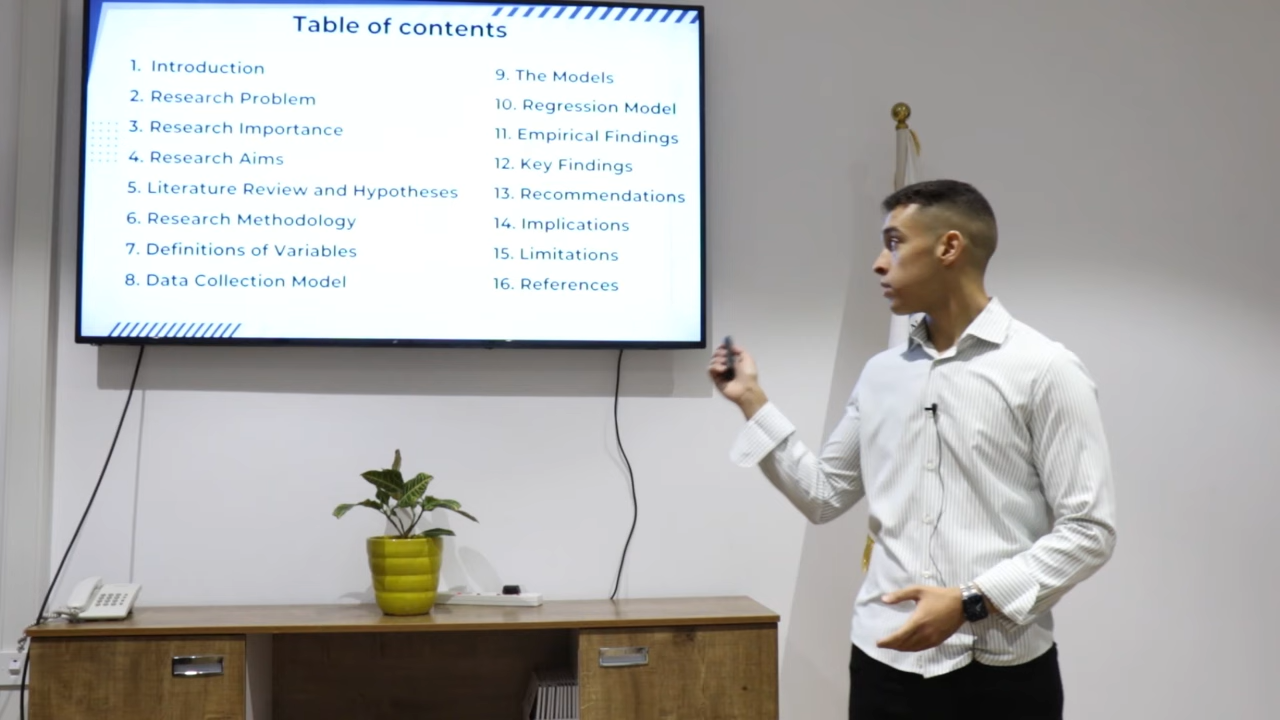 Table of contents
1. Introduction
2. Research Problem
3. Research Importance
4. Research Aims
5. Literature Review and Hypotheses
6. Research Methodology
7. Definitions of Variables
8. Data Collection Model
9. The Models
10. Regression Model
11. Empirical Findings
12. Key Findings
13. Recommendations
14. Implications
15. Limitations
16. References